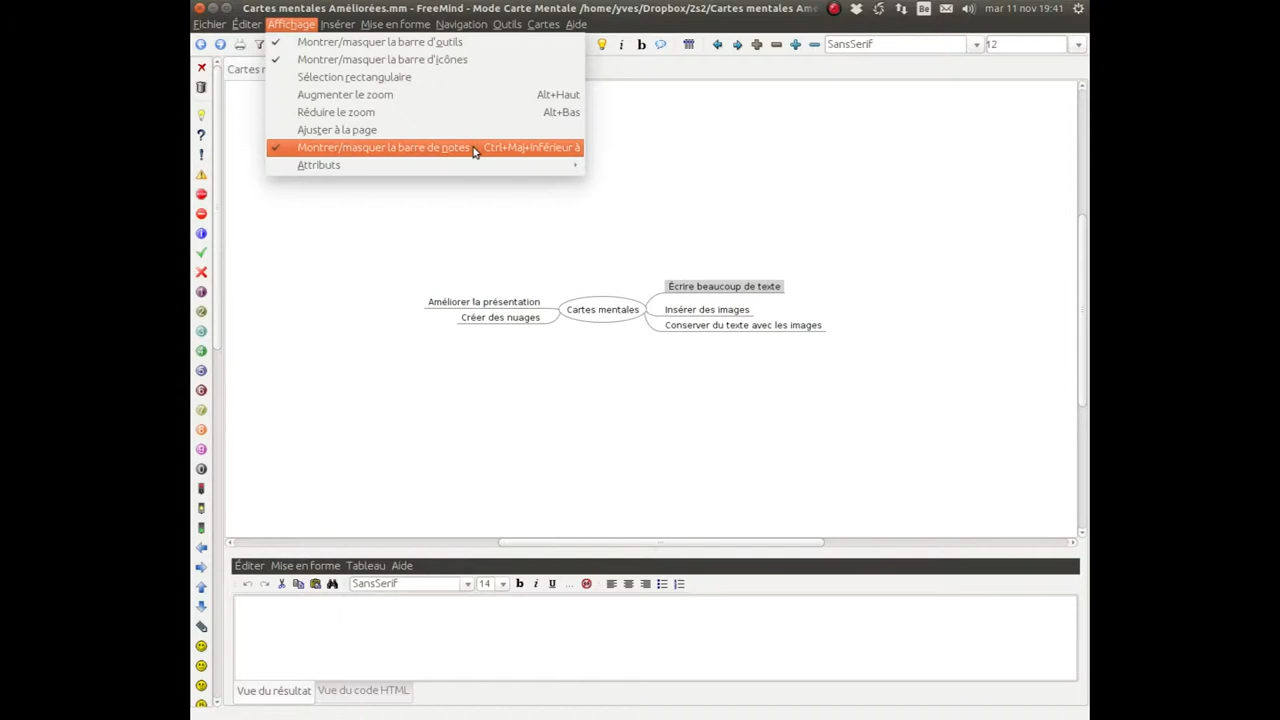 Cartes mentales Améliorées.mm - FreeMind - Mode Carte Mentale /home/yves/Dropbox/2s2/Cartes mentales Am
Be
mar 11 nov 19:41
Fichier Éditer Affichage Insérer Mise en forme Navigation Outils Cartes Aide
SansSerif
12
Cartes
Montrer/masquer la barre d'outils
Montrer/masquer la barre d'icônes
Sélection rectangulaire
Augmenter le zoom Alt+Haut
Réduire le zoom Alt+Bas
Ajuster à la page
Montrer/masquer la barre de notes Ctrl+Maj+Inférieur à
Attributs
Écrire beaucoup de texte
Améliorer la présentation
Cartes mentales
Insérer des images
Créer des nuages
Conserver du texte avec les images
Éditer Mise en forme Tableau Aide
SansSerif
14
b i U ...
Vue du résultat
Vue du code HTML